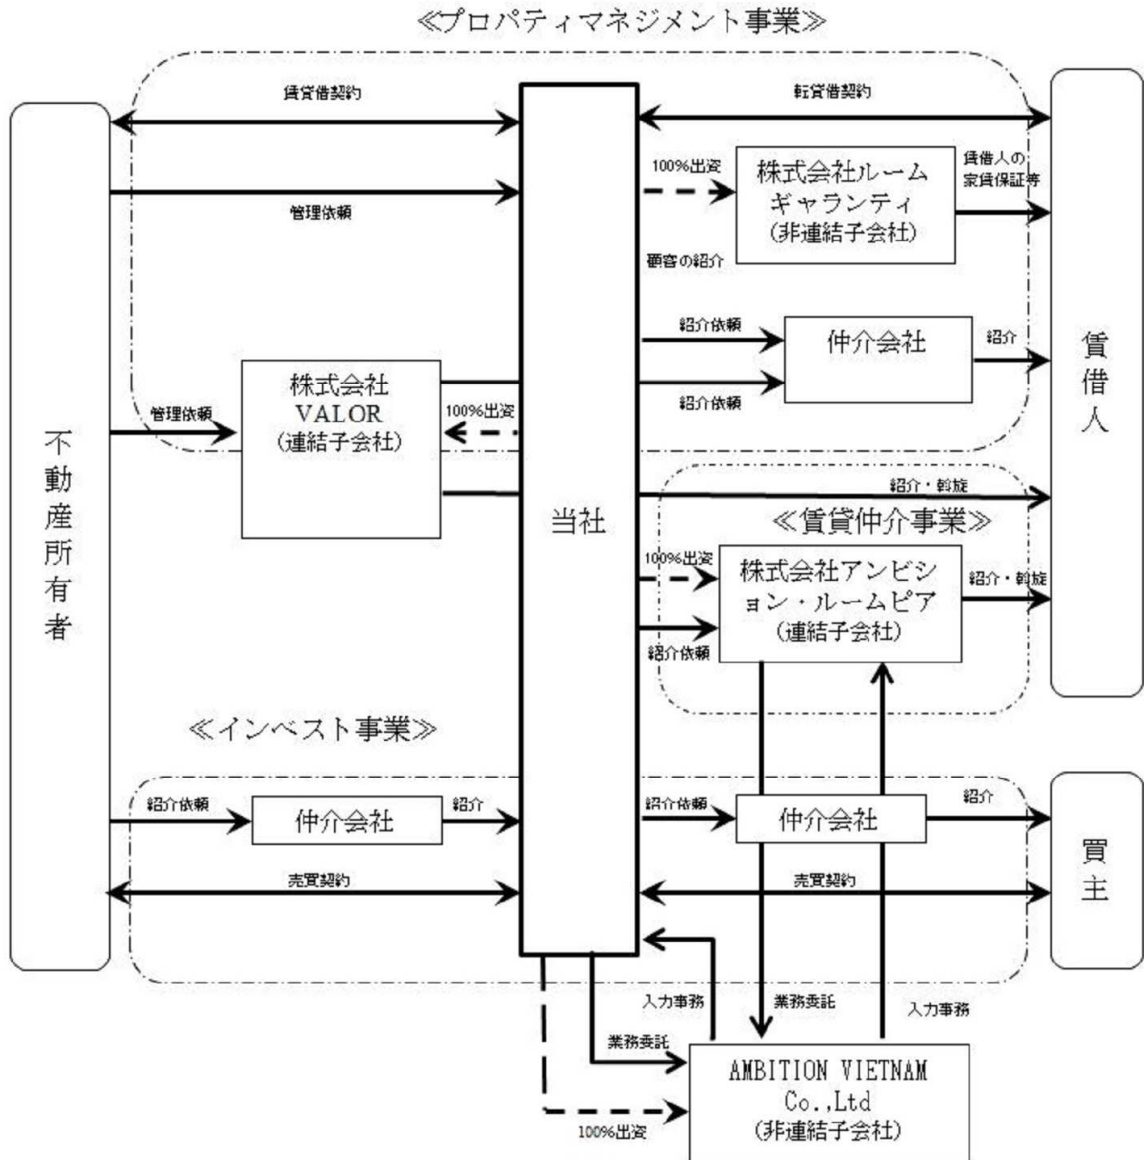 ≪プロパティマネジメント事業≫
賃貸借契約
転貸借契約
管理依頼
100%出資
株式会社ルーム
ギャランティ
(非連結子会社)
賃借人の
家賃保証等
顧客の紹介
紹介依頼
仲介会社
紹介
紹介依頼
株式会社
VALOR
(連結子会社)
管理依頼
100%出資
不動産所有者
当社
賃借人
紹介・斡旋
≪賃貸仲介事業≫
100%出資
株式会社アンビシ
ョン・ルームピア
(連結子会社)
紹介・斡旋
紹介依頼
≪インベスト事業≫
紹介依頼
仲介会社
紹介
紹介依頼
仲介会社
紹介
売買契約
売買契約
買主
入力事務
業務委託
入力事務
業務委託
100%出資
AMBITION VIETNAM
Co.,Ltd
(非連結子会社)